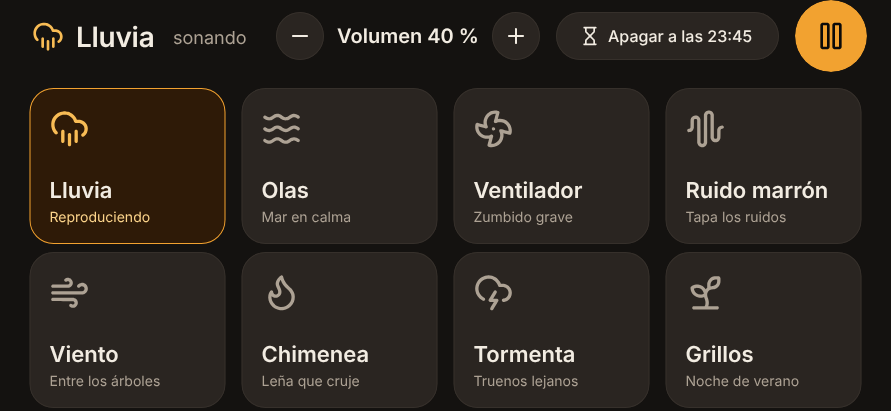 Lluvia sonando Volumen 40 % Apagar a las 23:45
Lluvia
Reproduciendo
Olas
Mar en calma
Ventilador
Zumbido grave
Ruido marrón
Tapa los ruidos
Viento
Entre los árboles
Chimenea
Leña que cruje
Tormenta
Truenos lejanos
Grillos
Noche de verano